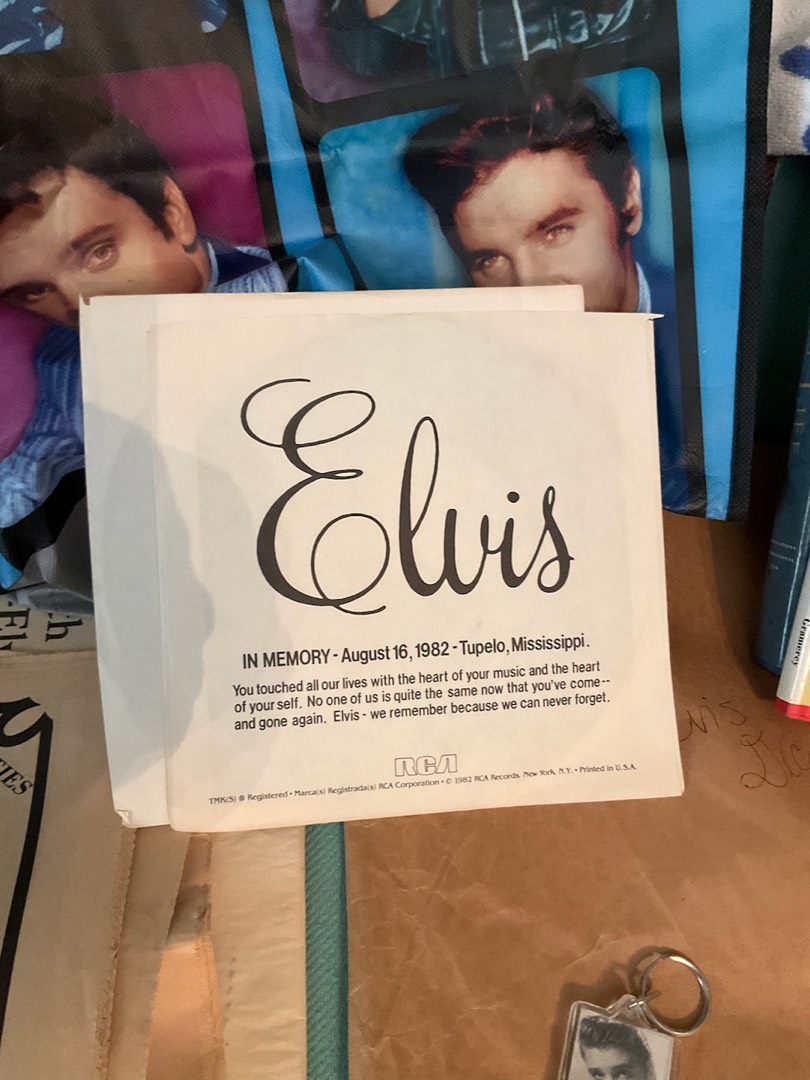 Elvis
IN MEMORY - August 16, 1982 - Tupelo, Mississippi.
You touched all our lives with the heart of your music and the heart
of your self. No one of us is quite the same now that you've come--
and gone again. Elvis - we remember because we can never forget.
RCA
TMK(S) ® Registered • Marca(s) Registrada(s) RCA Corporation • © 1982 RCA Records, New York, N.Y. • Printed in U.S.A.
Gramercy